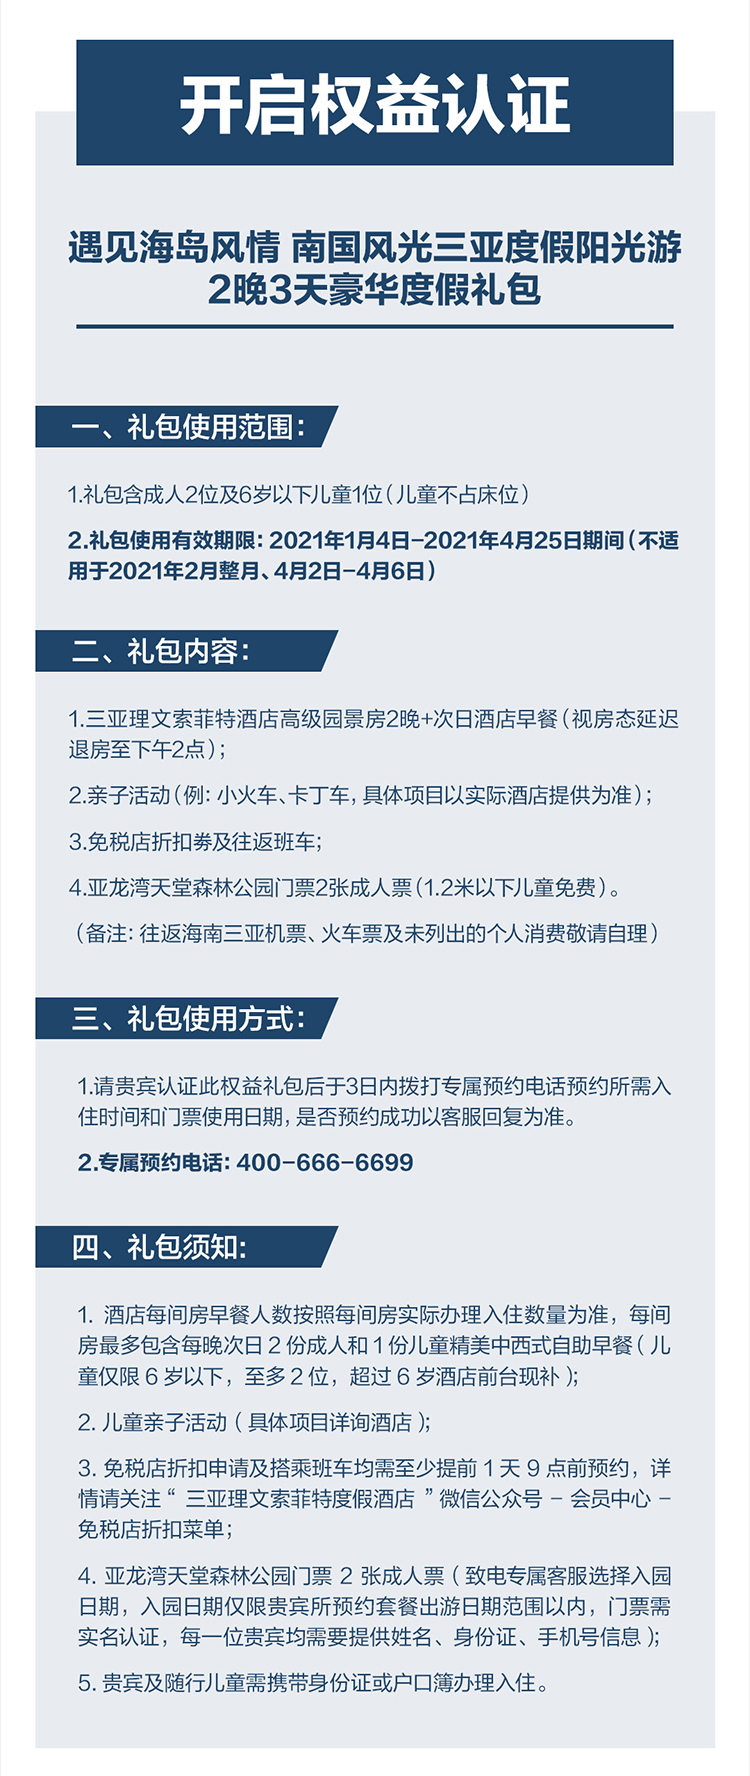 开启权益认证
遇见海岛风情 南国风光三亚度假阳光游
2晚3天豪华度假礼包
一、礼包使用范围：
1.礼包含成人2位及6岁以下儿童1位（儿童不占床位）
2.礼包使用有效期限：2021年1月4日-2021年4月25日期间（不适
用于2021年2月整月、4月2日-4月6日）
二、礼包内容：
1.三亚理文索菲特酒店高级园景房2晚+次日酒店早餐（视房态延迟
退房至下午2点）；
2.亲子活动（例：小火车、卡丁车，具体项目以实际酒店提供为准）；
3.免税店折扣券及往返班车；
4.亚龙湾天堂森林公园门票2张成人票（1.2米以下儿童免费）。
（备注：往返海南三亚机票、火车票及未列出的个人消费敬请自理）
三、礼包使用方式：
1.请贵宾认证此权益礼包后于3日内拨打专属预约电话预约所需入
住时间和门票使用日期，是否预约成功以客服回复为准。
2.专属预约电话：400-666-6699
四、礼包须知:
1. 酒店每间房早餐人数按照每间房实际办理入住数量为准，每间
房最多包含每晚次日 2 份成人和 1 份儿童精美中西式自助早餐（ 儿
童仅限 6 岁以下，至多 2 位，超过 6 岁酒店前台现补 ）;
2. 儿童亲子活动（ 具体项目详询酒店 ）;
3. 免税店折扣申请及搭乘班车均需至少提前 1 天 9 点前预约，详
情请关注 “ 三亚理文索菲特度假酒店 ” 微信公众号 - 会员中心 -
免税店折扣菜单；
4. 亚龙湾天堂森林公园门票 2 张成人票（ 致电专属客服选择入园
日期，入园日期仅限贵宾所预约套餐出游日期范围以内，门票需
实名认证，每一位贵宾均需要提供姓名、身份证、手机号信息 ）;
5. 贵宾及随行儿童需携带身份证或户口簿办理入住。